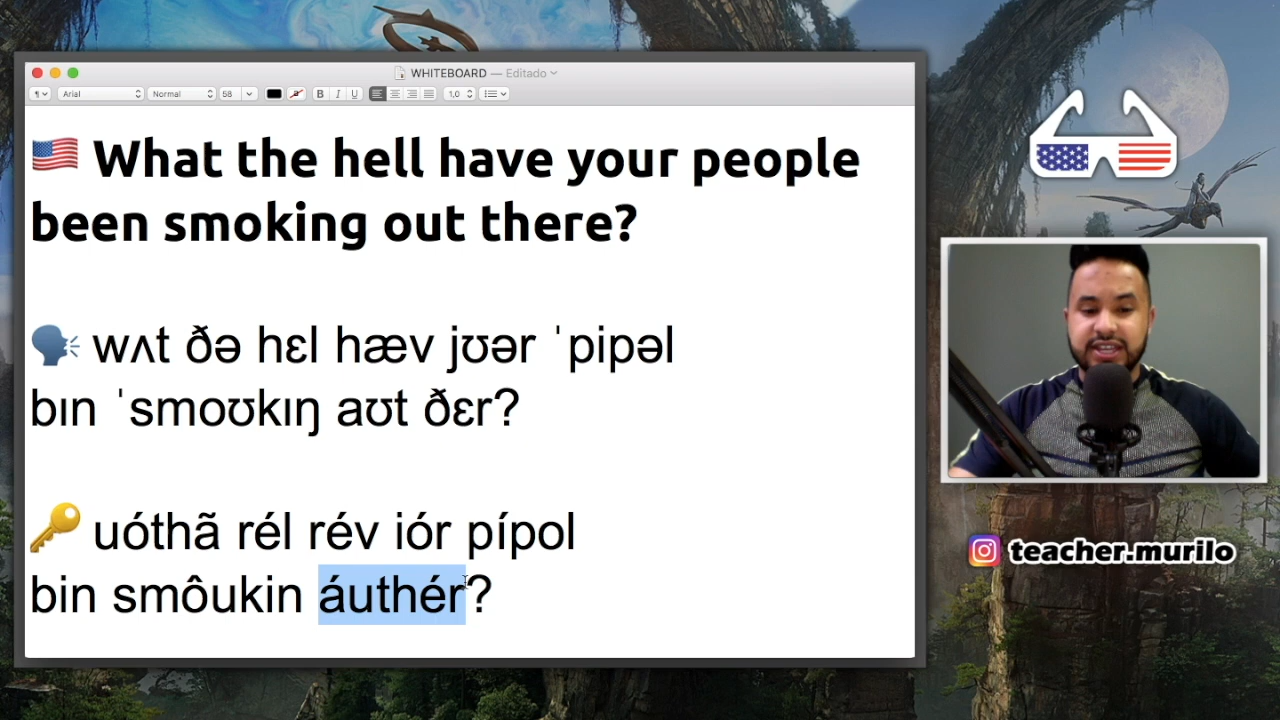 WHITEBOARD — Editado
¶ Arial Normal 58 a B I U 1,0
🇺🇸 What the hell have your people
been smoking out there?
🗣 wʌt ðə hɛl hæv jʊər ˈpipəl
bɪn ˈsmoʊkɪŋ aʊt ðɛr?
🔑 uóthã rél rév iór pípol
bin smôukin áuthér?
teacher.murilo